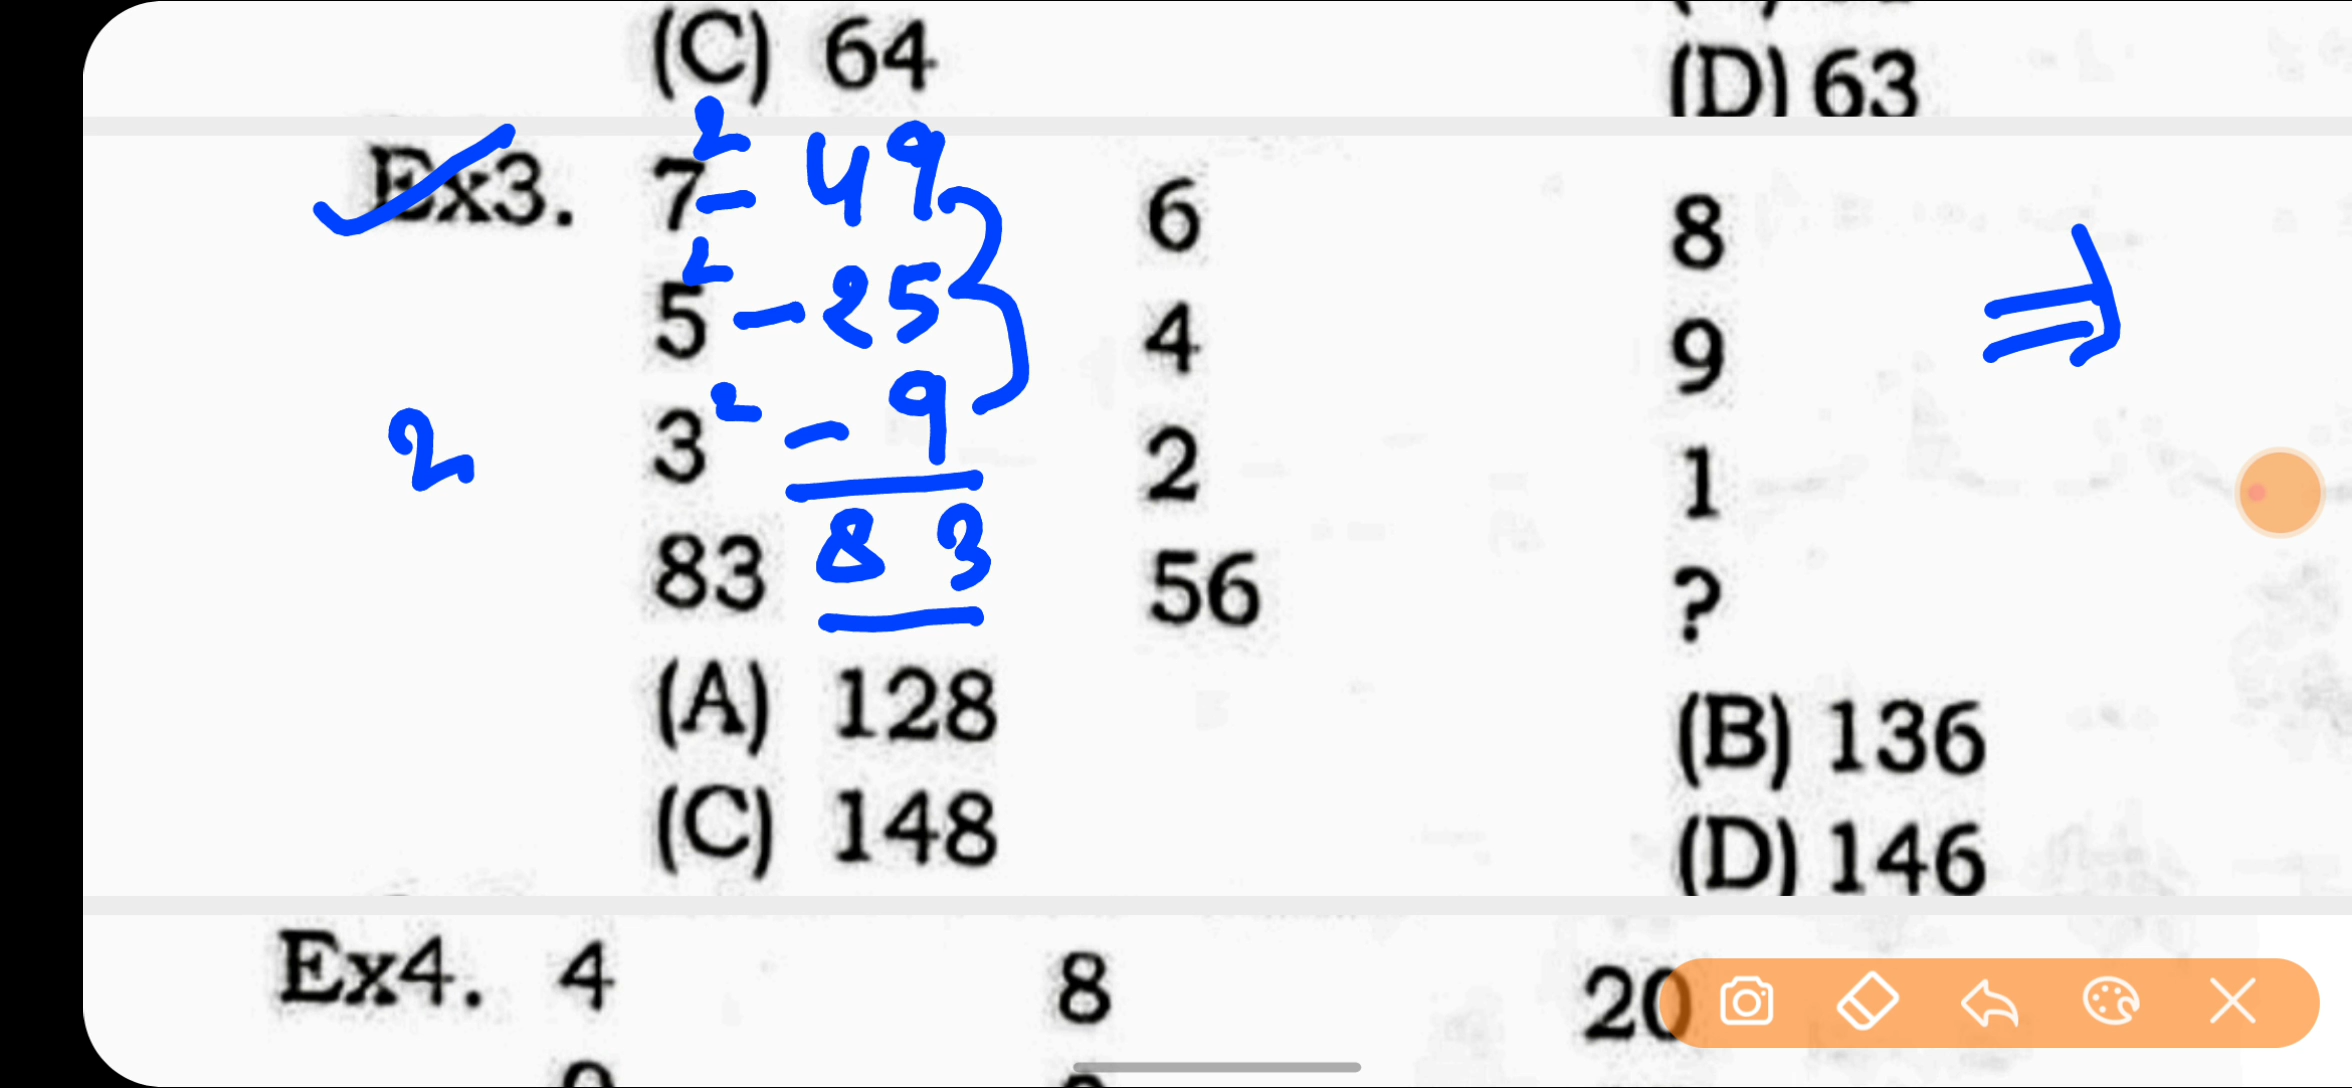 (C) 64
(D) 63
Ex3. 7² - 49 6 8
5² - 25 4 9
2 3² - 9 2 1
83 83 56 ?
(A) 128
(B) 136
(C) 148
(D) 146
Ex4. 4 8 20